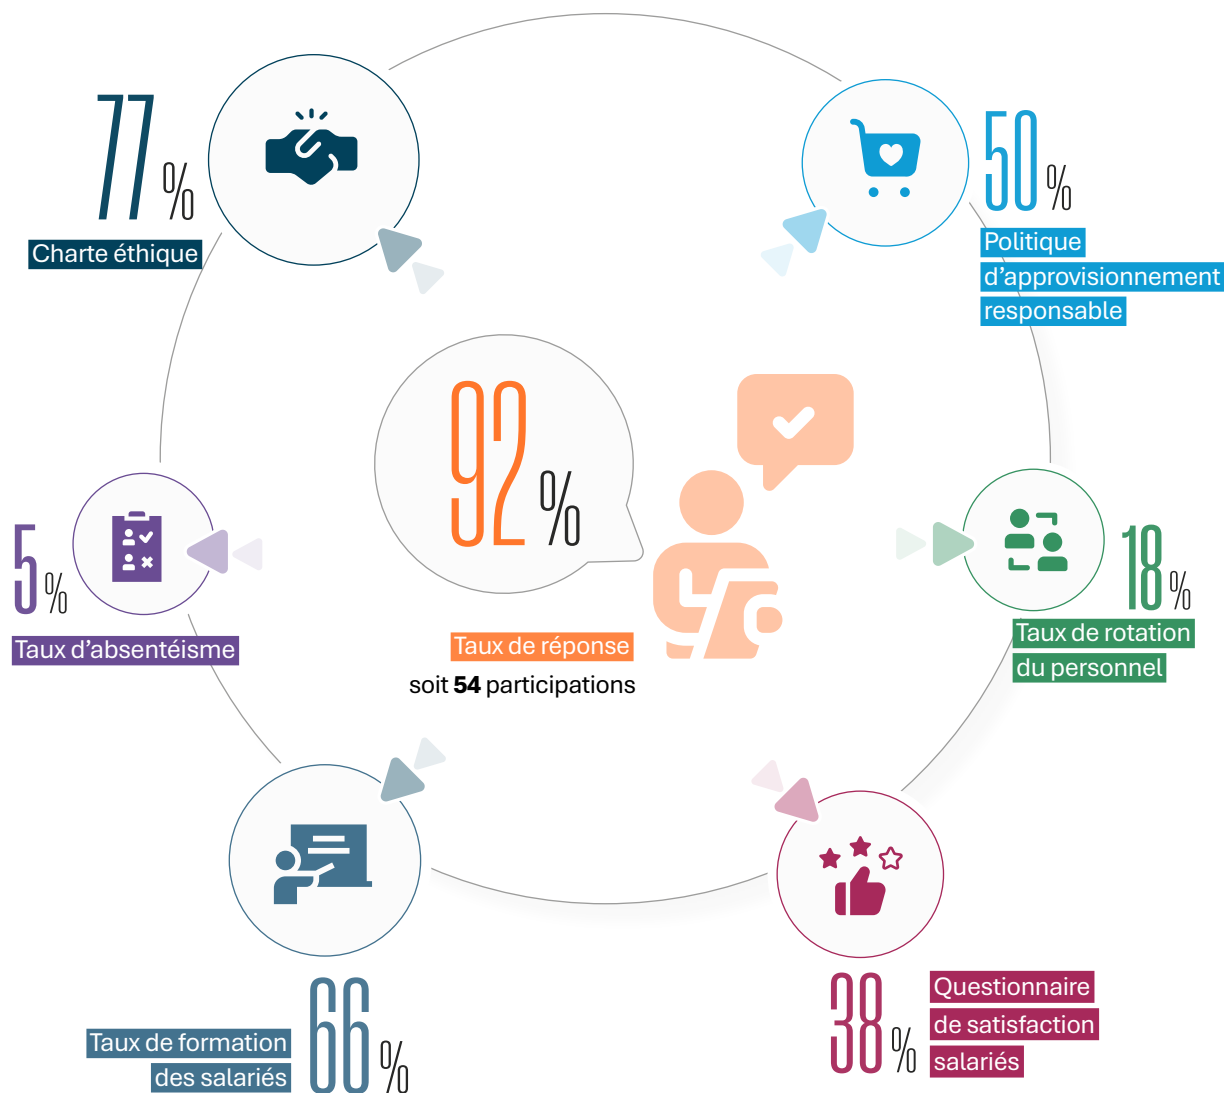 77%
Charte éthique
50%
Politique
d’approvisionnement
responsable
92%
Taux de réponse
soit 54 participations
5%
Taux d’absentéisme
18%
Taux de rotation
du personnel
66%
Taux de formation
des salariés
38%
Questionnaire
de satisfaction
salariés